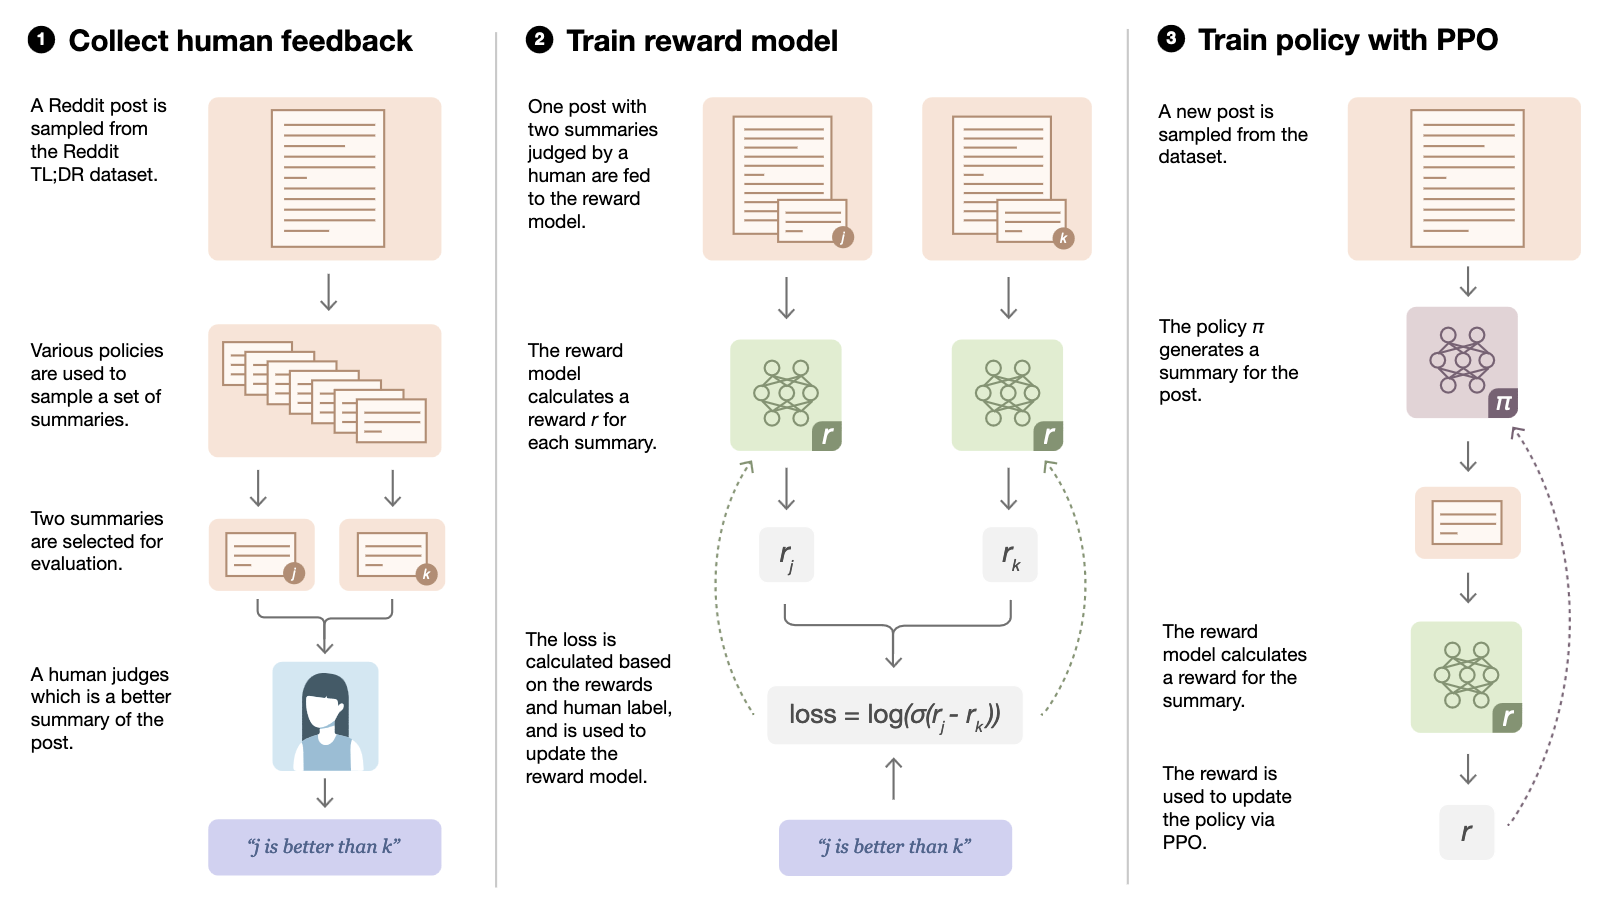 1 Collect human feedback
A Reddit post is
sampled from
the Reddit
TL;DR dataset.
Various policies
are used to
sample a set of
summaries.
Two summaries
are selected for
evaluation.
j
k
A human judges
which is a better
summary of the
post.
“j is better than k”
2 Train reward model
One post with
two summaries
judged by a
human are fed
to the reward
model.
j
k
The reward
model
calculates a
reward r for
each summary.
r
r
r_j
r_k
The loss is
calculated based
on the rewards
and human label,
and is used to
update the
reward model.
loss = log(σ(r_j - r_k))
“j is better than k”
3 Train policy with PPO
A new post is
sampled from the
dataset.
The policy π
generates a
summary for the
post.
π
The reward
model calculates
a reward for the
summary.
r
The reward is
used to update
the policy via
PPO.
r